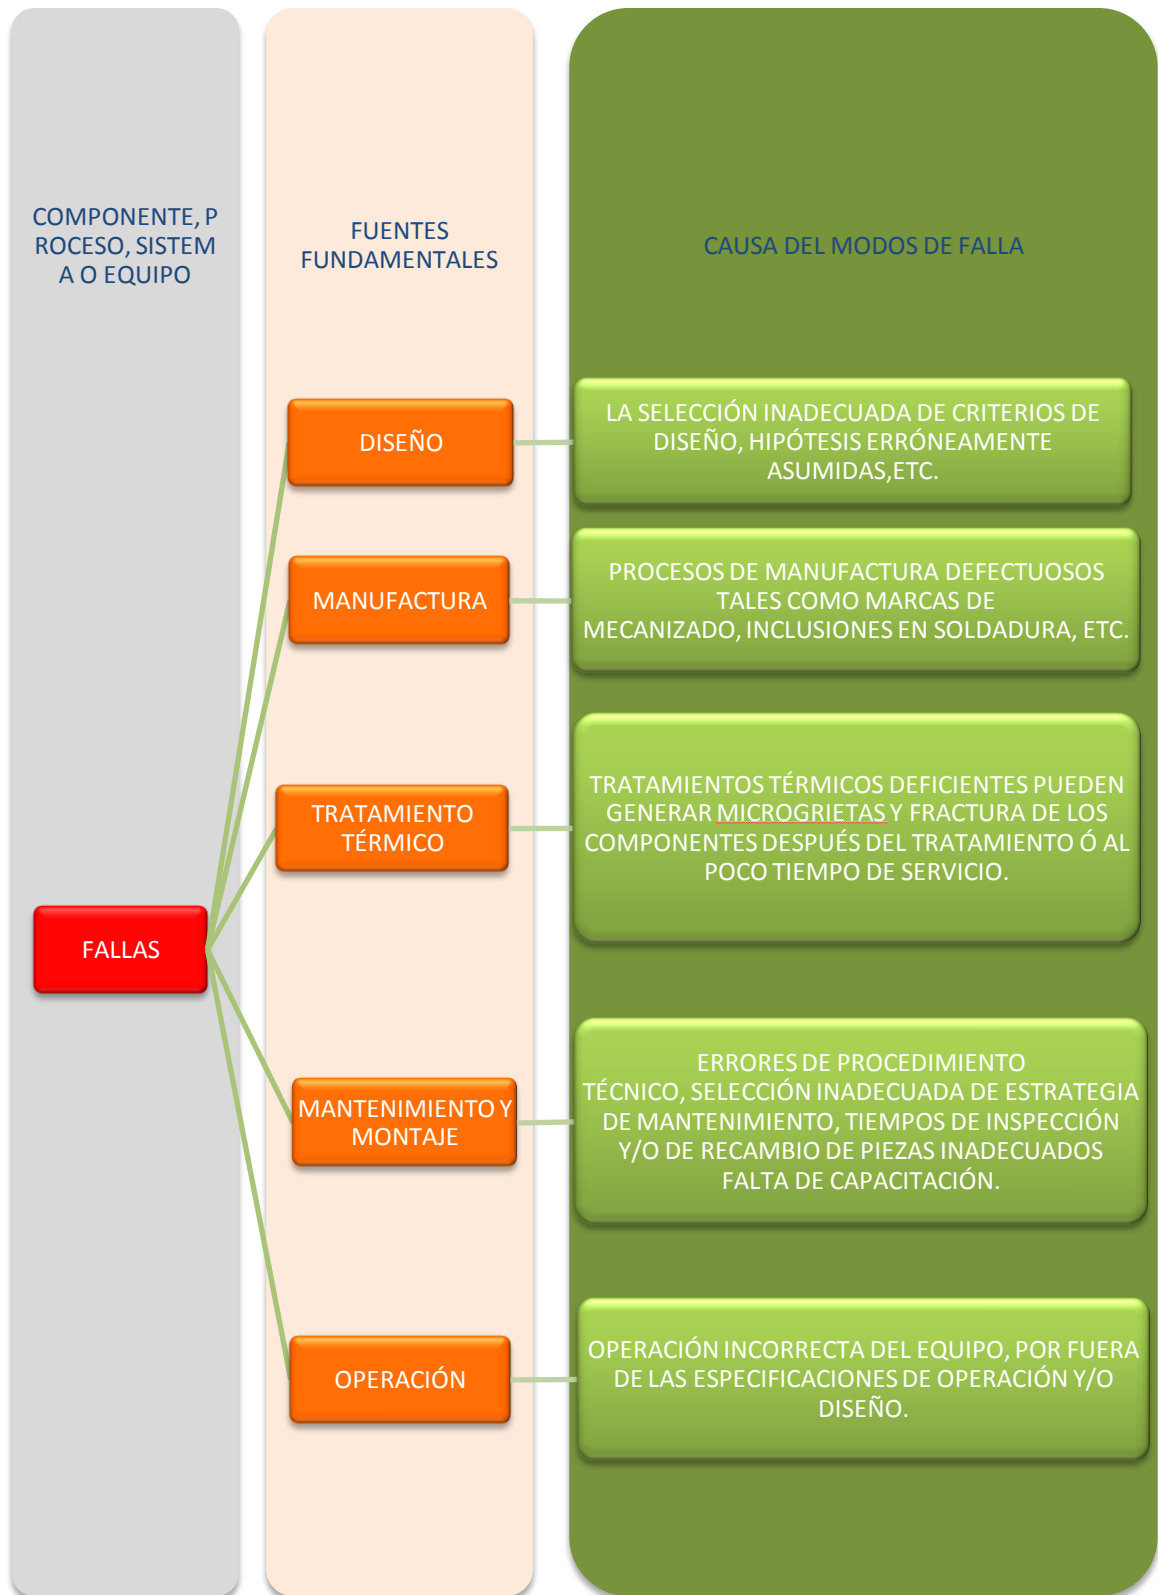 COMPONENTE, P
ROCESO, SISTEM
A O EQUIPO
FUENTES
FUNDAMENTALES
CAUSA DEL MODOS DE FALLA
FALLAS
DISEÑO
LA SELECCIÓN INADECUADA DE CRITERIOS DE
DISEÑO, HIPÓTESIS ERRÓNEAMENTE
ASUMIDAS,ETC.
MANUFACTURA
PROCESOS DE MANUFACTURA DEFECTUOSOS
TALES COMO MARCAS DE
MECANIZADO, INCLUSIONES EN SOLDADURA, ETC.
TRATAMIENTO
TÉRMICO
TRATAMIENTOS TÉRMICOS DEFICIENTES PUEDEN
GENERAR MICROGRIETAS Y FRACTURA DE LOS
COMPONENTES DESPUÉS DEL TRATAMIENTO Ó AL
POCO TIEMPO DE SERVICIO.
MANTENIMIENTO Y
MONTAJE
ERRORES DE PROCEDIMIENTO
TÉCNICO, SELECCIÓN INADECUADA DE ESTRATEGIA
DE MANTENIMIENTO, TIEMPOS DE INSPECCIÓN
Y/O DE RECAMBIO DE PIEZAS INADECUADOS
FALTA DE CAPACITACIÓN.
OPERACIÓN
OPERACIÓN INCORRECTA DEL EQUIPO, POR FUERA
DE LAS ESPECIFICACIONES DE OPERACIÓN Y/O
DISEÑO.